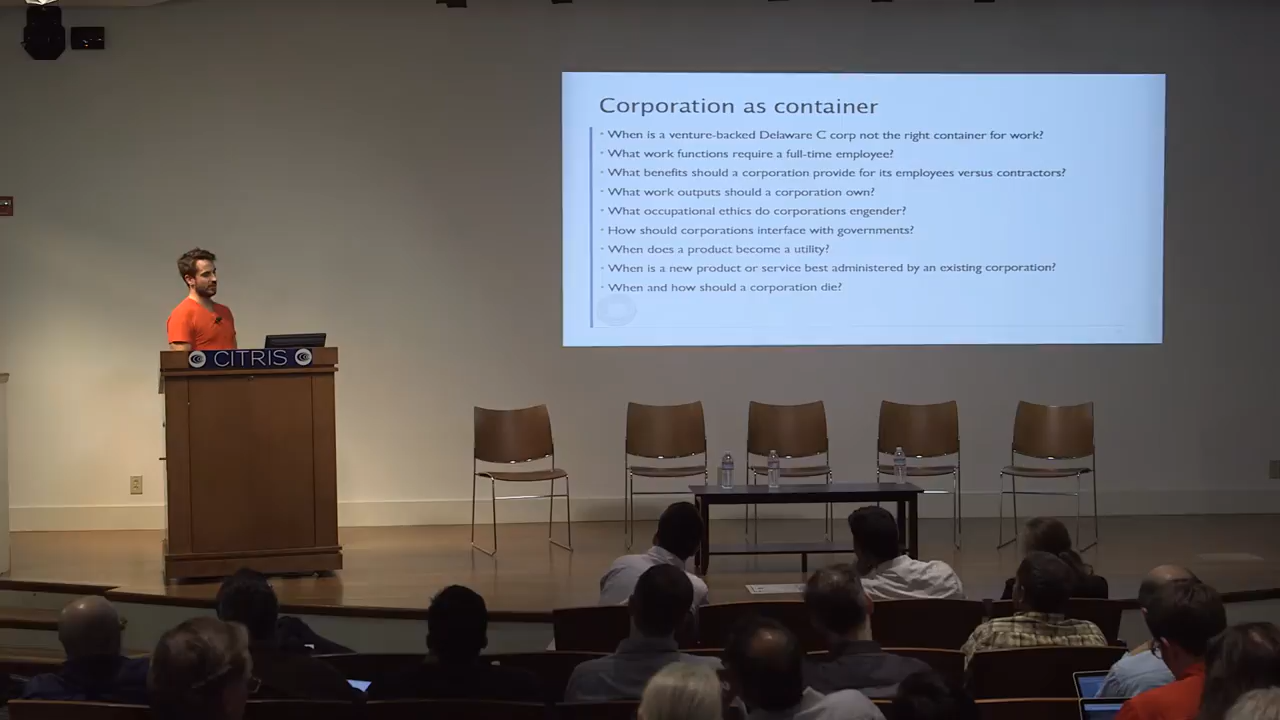 Corporation as container
• When is a venture-backed Delaware C corp not the right container for work?
• What work functions require a full-time employee?
• What benefits should a corporation provide for its employees versus contractors?
• What work outputs should a corporation own?
• What occupational ethics do corporations engender?
• How should corporations interface with governments?
• When does a product become a utility?
• When is a new product or service best administered by an existing corporation?
• When and how should a corporation die?
CITRIS